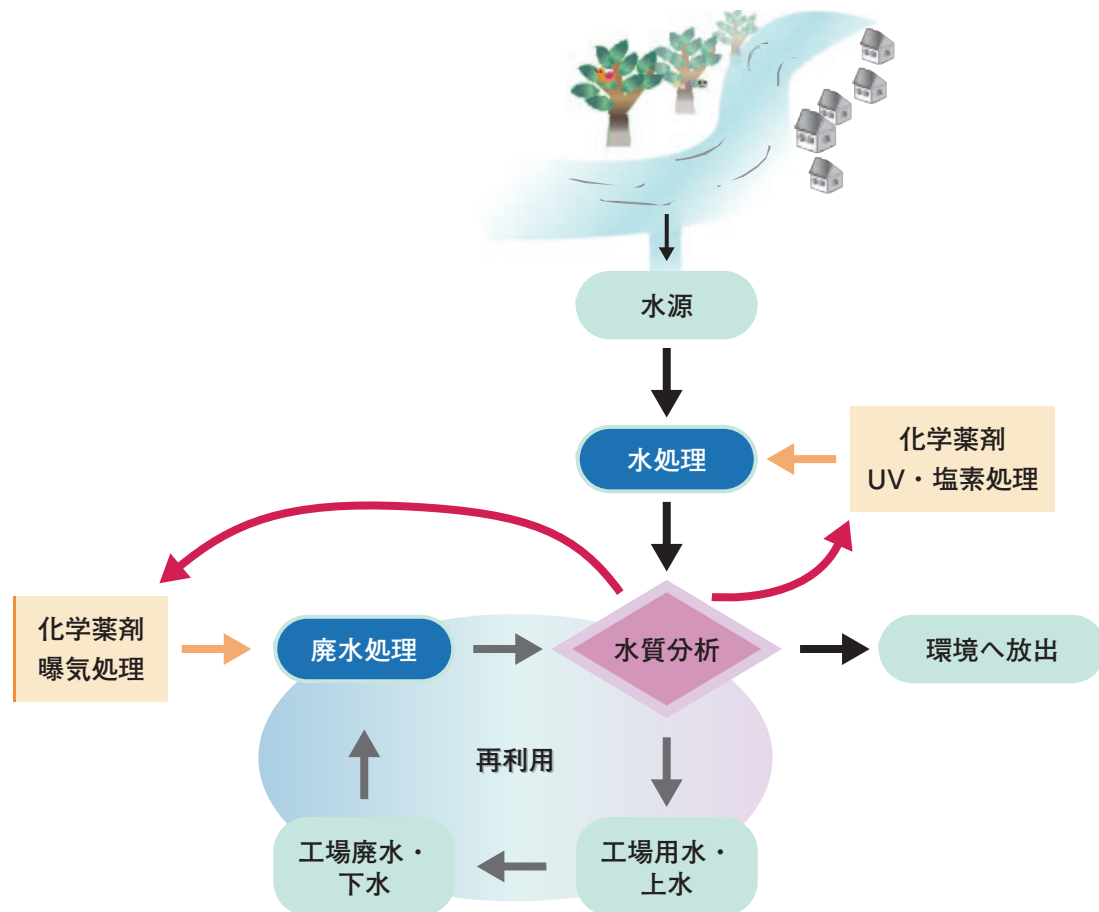 水源
水処理
化学薬剤
UV・塩素処理
化学薬剤
曝気処理
廃水処理
水質分析
環境へ放出
再利用
工場廃水・
下水
工場用水・
上水